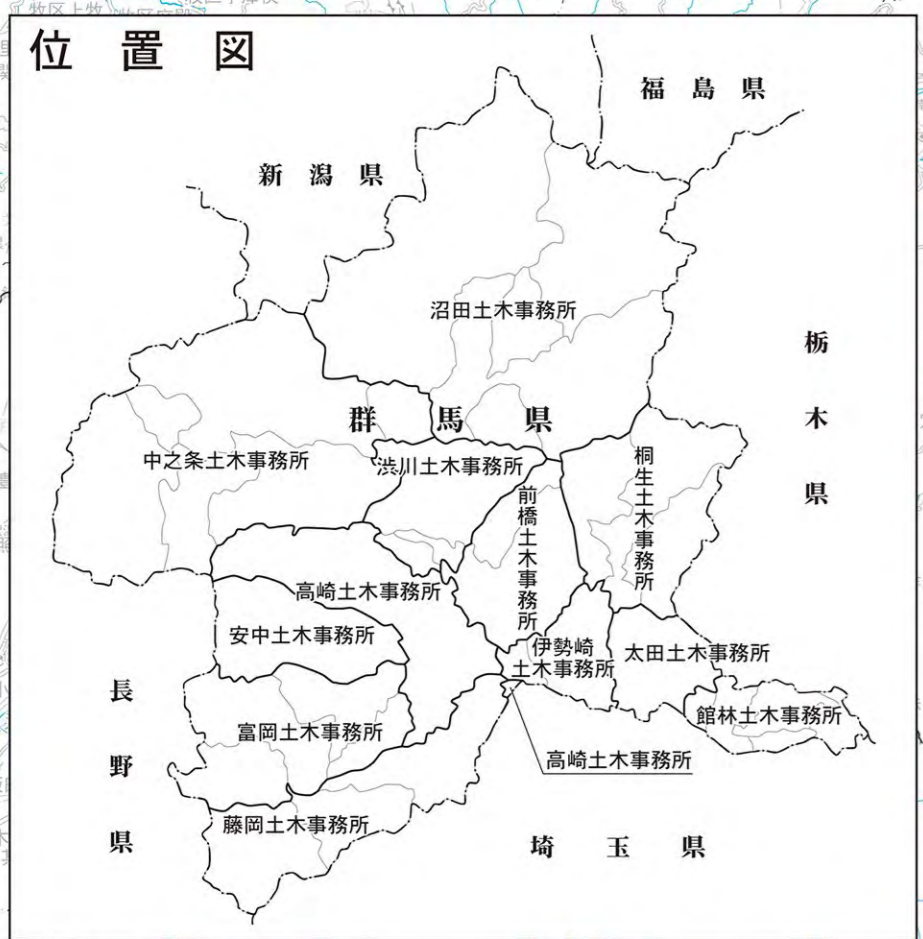 位置図
福島県
新潟県
沼田土木事務所
栃木県
群馬県
中之条土木事務所
渋川土木事務所
桐生土木事務所
前橋土木事務所
高崎土木事務所
安中土木事務所
伊勢崎
土木事務所
太田土木事務所
長野県
富岡土木事務所
館林土木事務所
高崎土木事務所
藤岡土木事務所
埼玉県